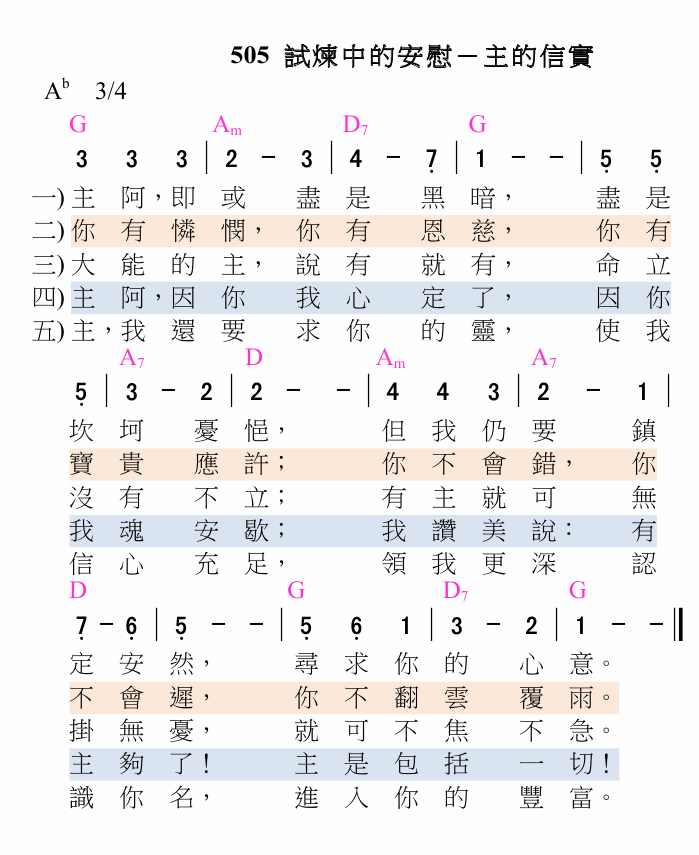 505 試煉中的安慰－主的信實
A♭ 3/4
G Am D7 G
3 3 3 | 2 - 3 | 4 - 7̣ | 1 - - | 5̣ 5̣
一) 主 阿，即 或 盡 是 黑 暗， 盡 是
二) 你 有 憐 憫， 你 有 恩 慈， 你 有
三) 大 能 的 主， 說 有 就 有， 命 立
四) 主 阿，因 你 我 心 定 了， 因 你
五) 主，我 還 要 求 你 的 靈， 使 我
A7 D Am A7
5̣ | 3 - 2 | 2 - - | 4 4 3 | 2 - 1 |
坎 坷 憂 悒， 但 我 仍 要 鎮
寶 貴 應 許； 你 不 會 錯， 你
沒 有 不 立； 有 主 就 可 無
我 魂 安 歇； 我 讚 美 說： 有
信 心 充 足， 領 我 更 深 認
D G D7 G
7̣ - 6̣ | 5̣ - - | 5̣ 6̣ 1 | 3 - 2 | 1 - - ‖
定 安 然， 尋 求 你 的 心 意。
不 會 遲， 你 不 翻 雲 覆 雨。
掛 無 憂， 就 可 不 焦 不 急。
主 夠 了！ 主 是 包 括 一 切！
識 你 名， 進 入 你 的 豐 富。